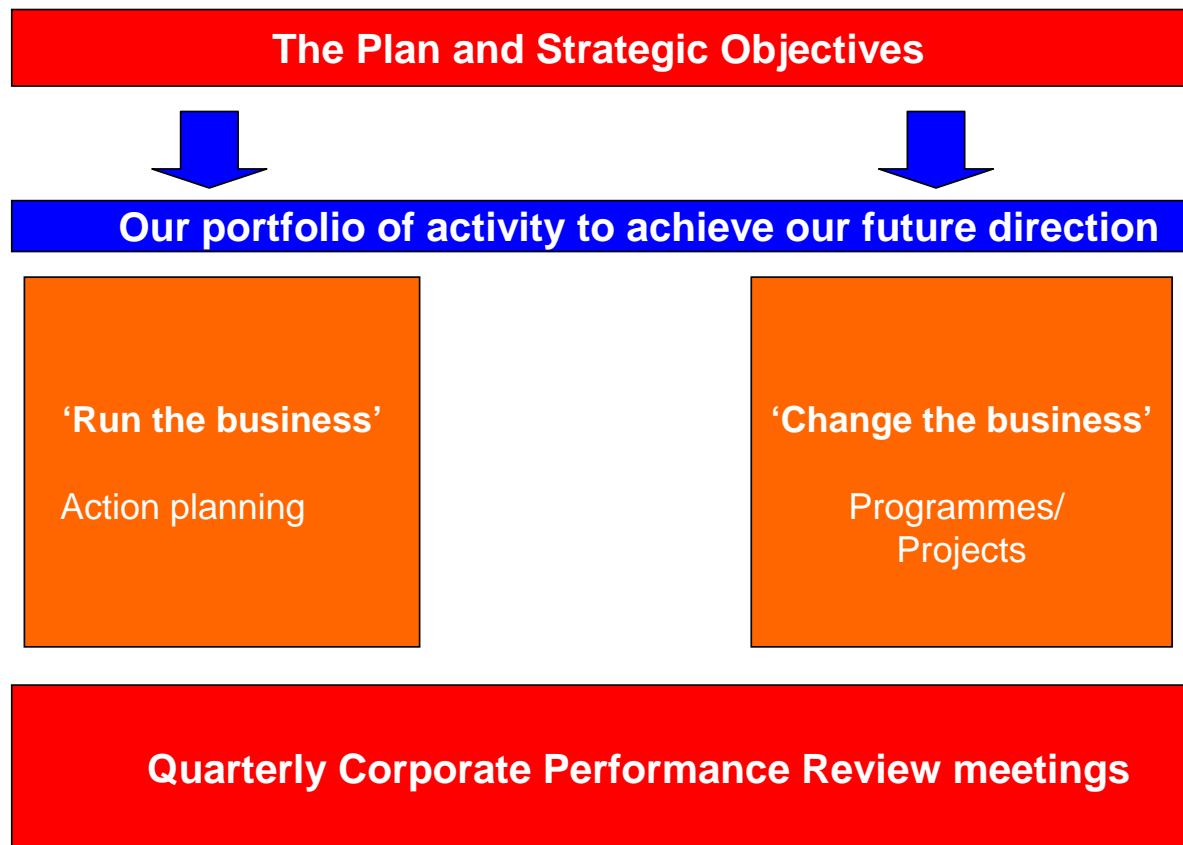 The Plan and Strategic Objectives
Our portfolio of activity to achieve our future direction
‘Run the business’
Action planning
‘Change the business’
Programmes/
Projects
Quarterly Corporate Performance Review meetings